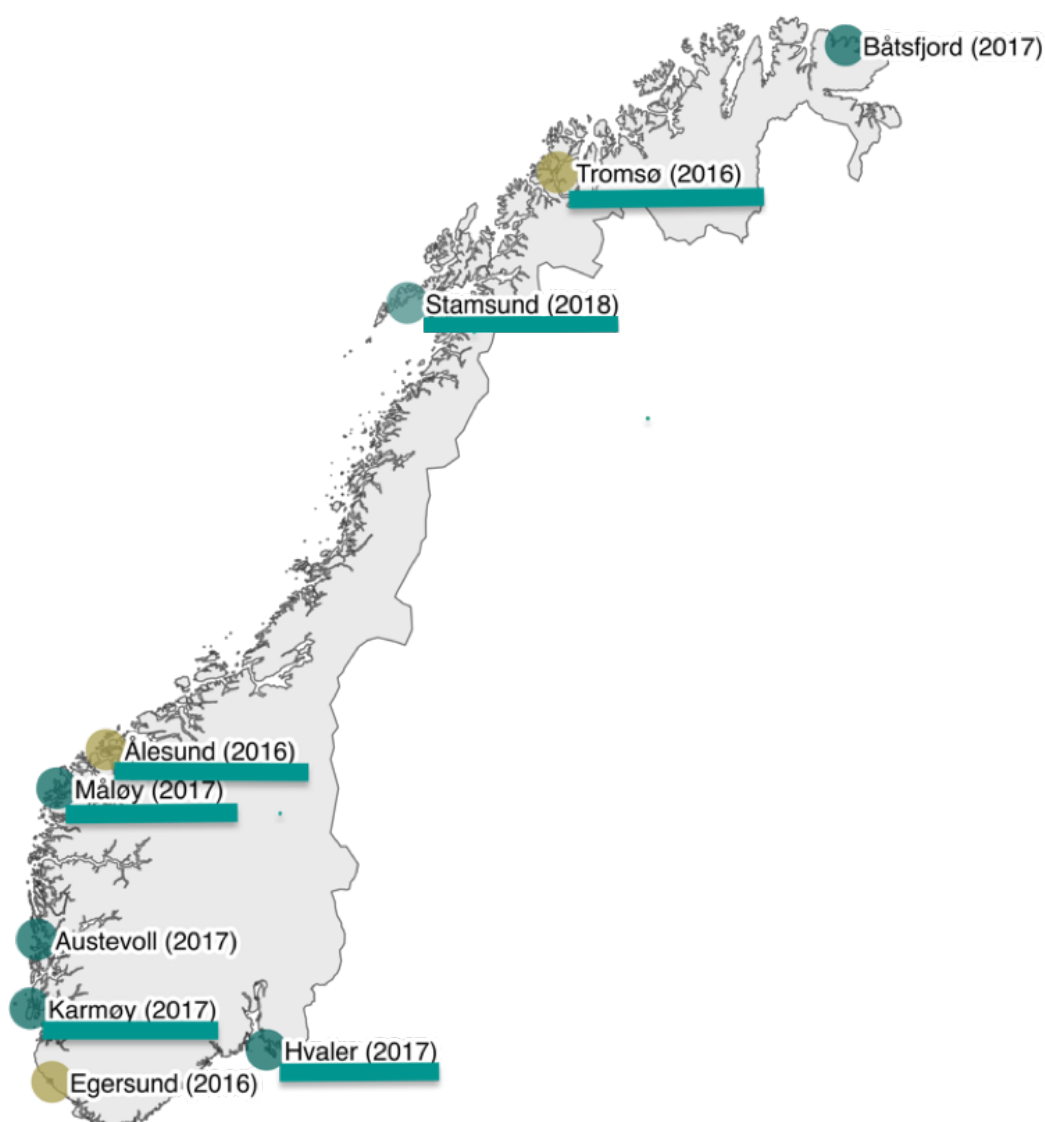 Båtsfjord (2017)
Tromsø (2016)
Stamsund (2018)
Ålesund (2016)
Måløy (2017)
Austevoll (2017)
Karmøy (2017)
Hvaler (2017)
Egersund (2016)